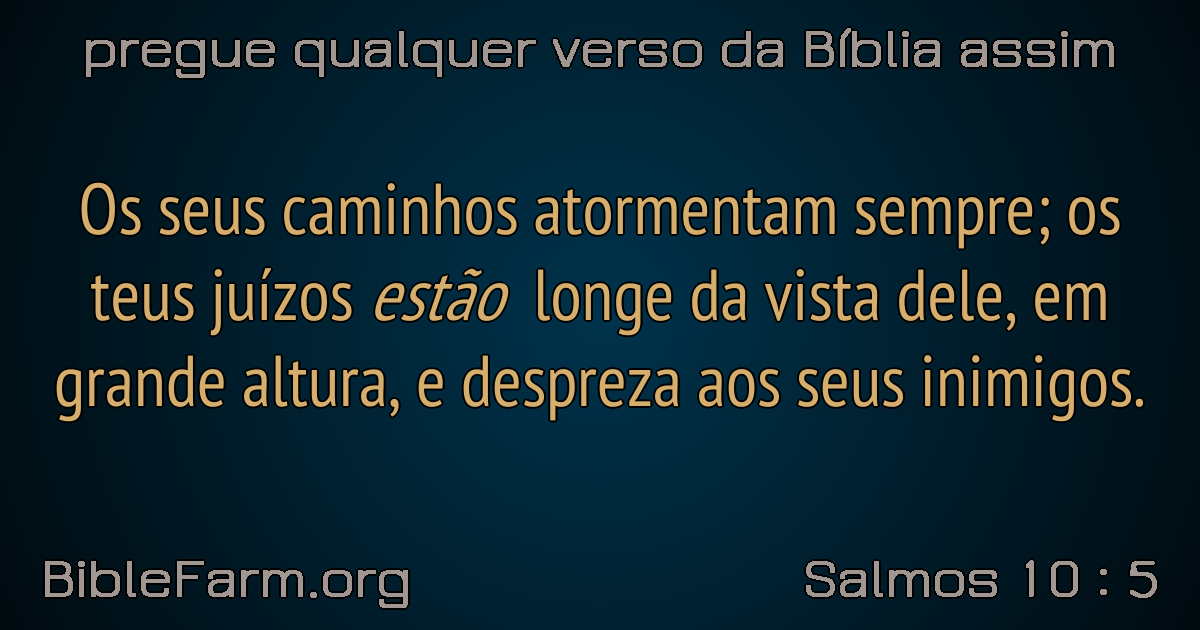 pregue qualquer verso da Bíblia assim
Os seus caminhos atormentam sempre; os
teus juízos estão longe da vista dele, em
grande altura, e despreza aos seus inimigos.
BibleFarm.org
Salmos 10 : 5